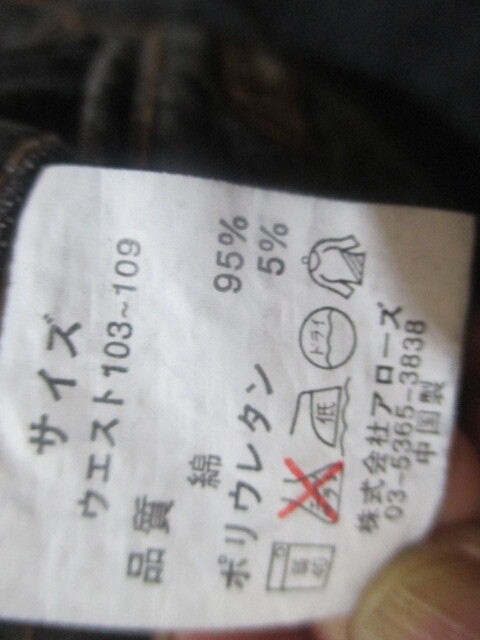 サイズ
ウエスト103~109
品質
綿 95%
ポリウレタン 5%
40
低
ドライ
株式会社アローズ
03-5365-3838
中国製